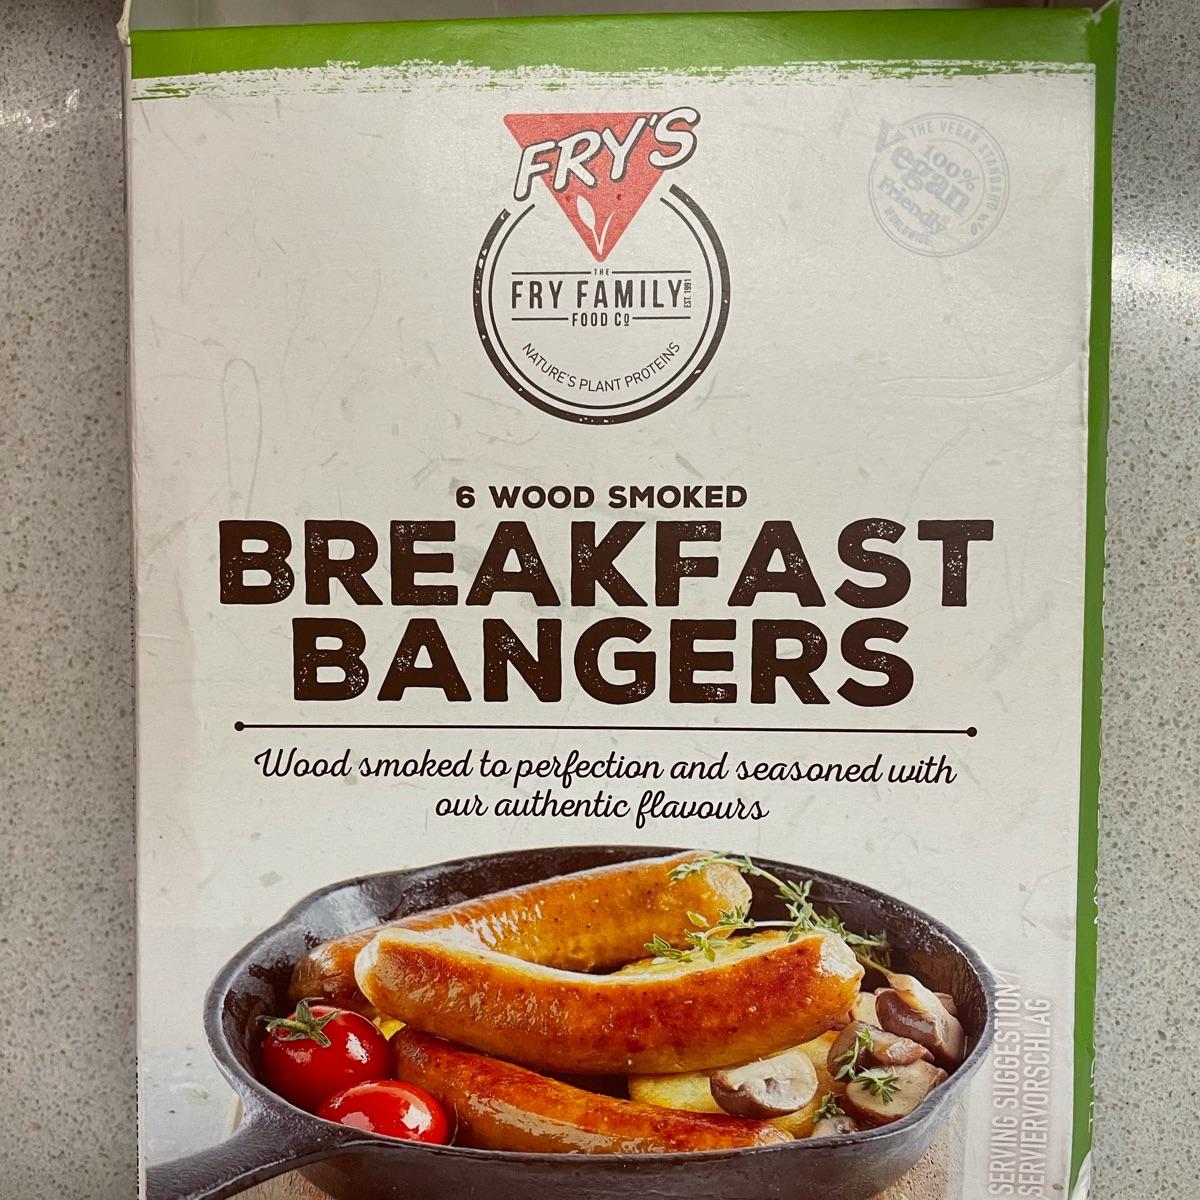 FRY'S
THE
FRY FAMILY
EST. 1991
FOOD Cº
NATURE'S PLANT PROTEINS
THE VEGAN STANDARD
100%
Vegan
Friendly
WORLDWIDE
6 WOOD SMOKED
BREAKFAST
BANGERS
Wood smoked to perfection and seasoned with
our authentic flavours
SERVING SUGGESTION /
SERVIERVORSCHLAG